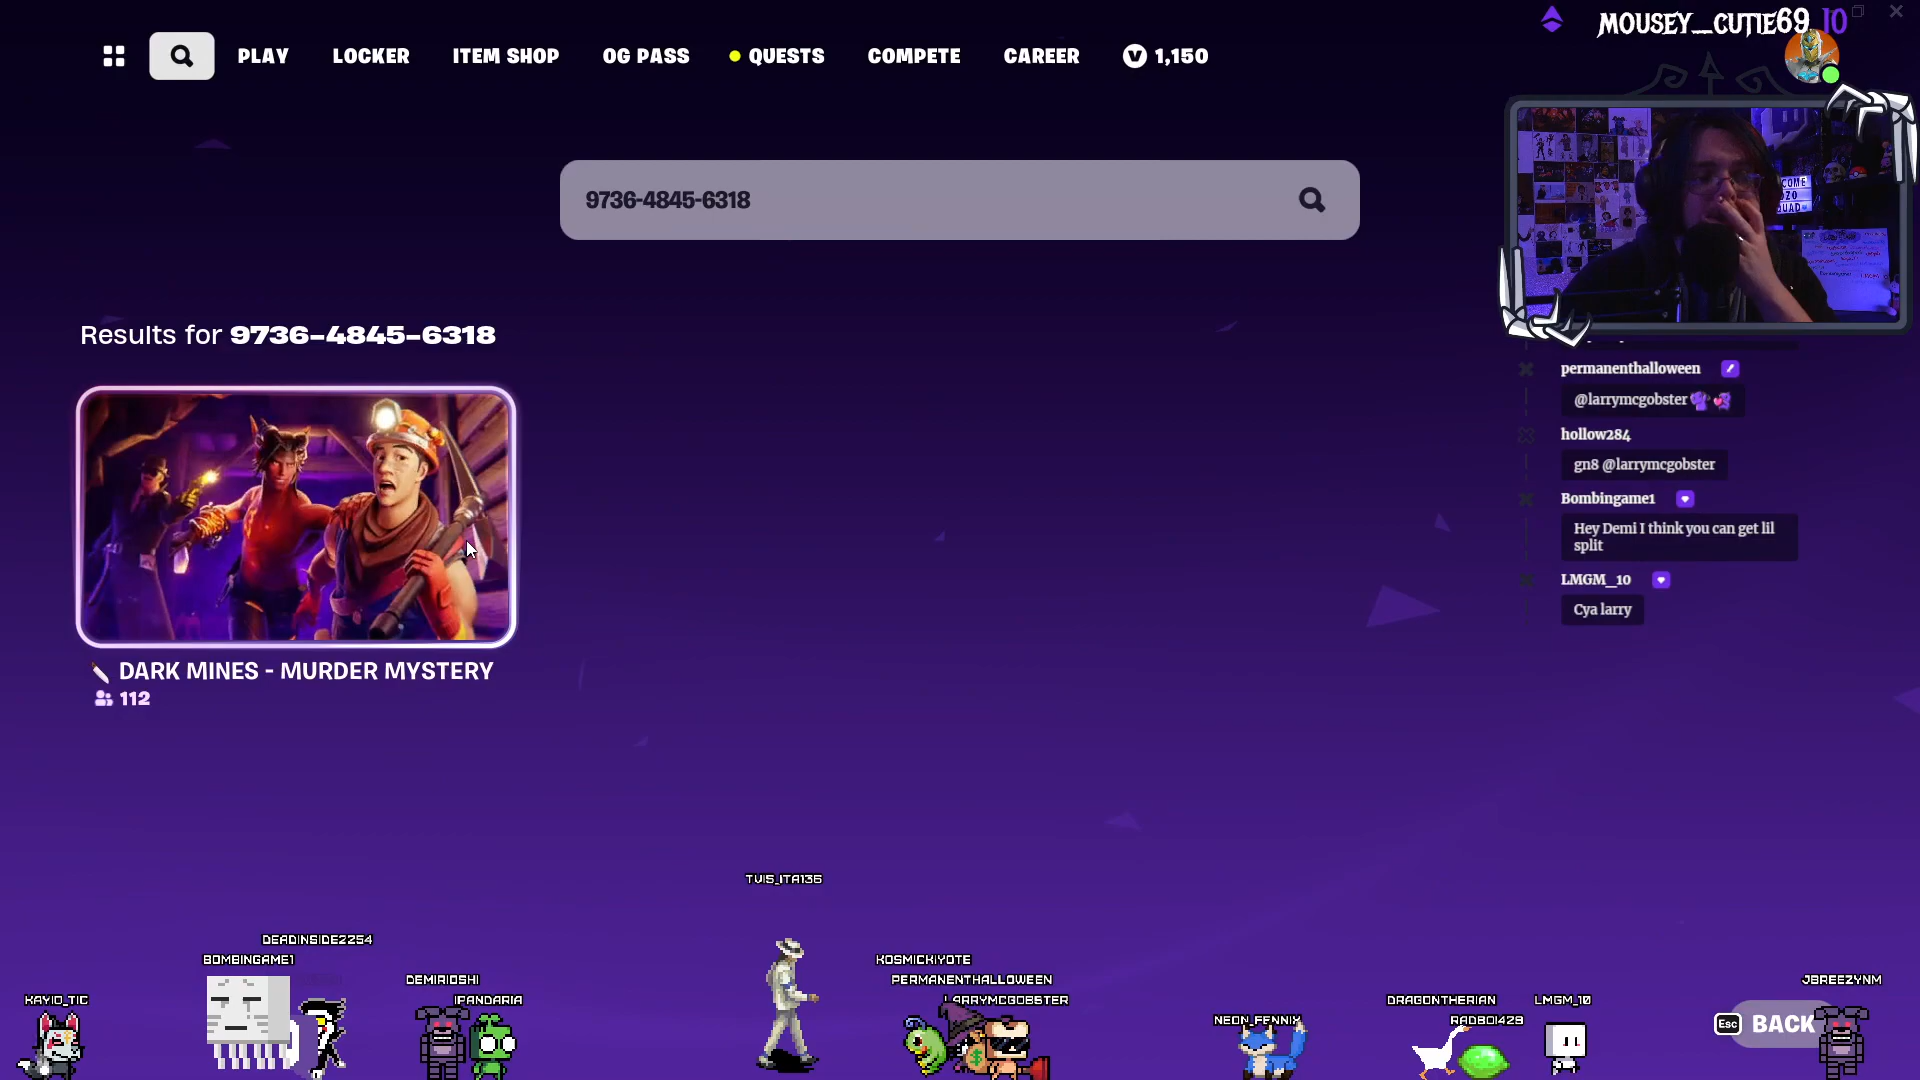 MOUSEY_CUTIE69 10
PLAY
LOCKER
ITEM SHOP
OG PASS
QUESTS
COMPETE
CAREER
V 1,150
9736-4845-6318
Results for 9736-4845-6318
DARK MINES - MURDER MYSTERY
112
permanenthalloween
@larrymcgobster
hollow284
gn8 @larrymcgobster
Bombingame1
Hey Demi I think you can get lil
split
LMGM_10
Cya larry
TVI5_ITA135
DEADINSIDE2254
BOMBINGAME1
KAYIO_TIC
DEMIRIOSHI
IPANDARIA
KOSMICKIYOTE
PERMANENTHALLOWEEN
LARRYMCGOBSTER
NEON_FENNIX
DRAGONTHERIAN
RADBOI429
LMGM_10
JBREEZYNM
Esc BACK